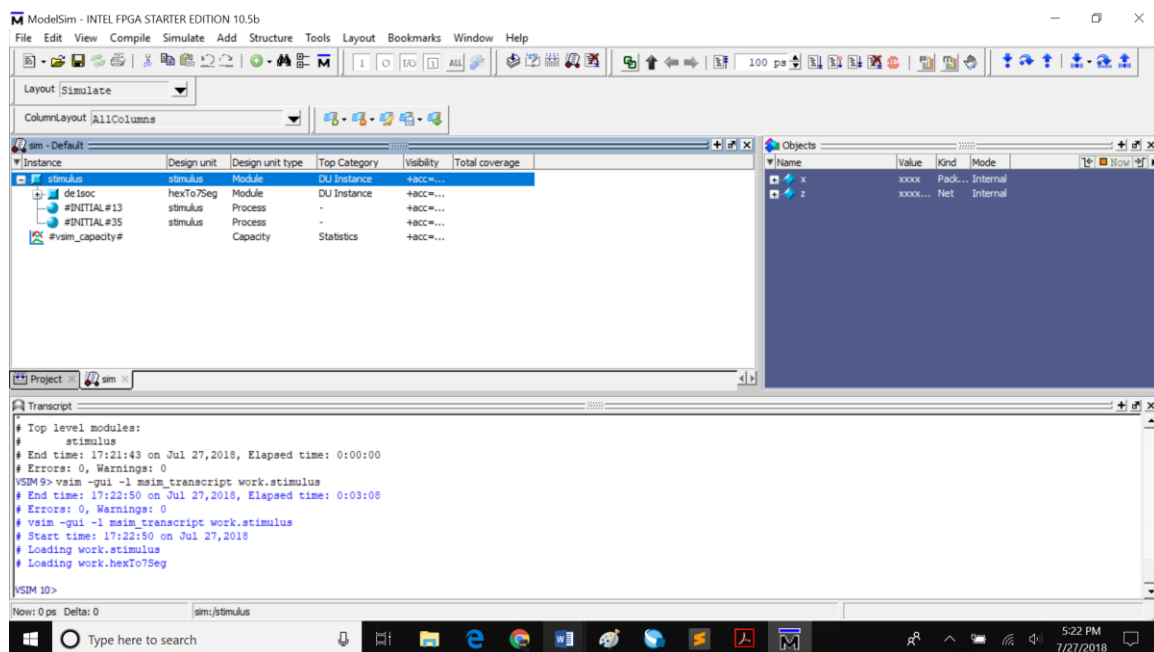 ModelSim - INTEL FPGA STARTER EDITION 10.5b
File Edit View Compile Simulate Add Structure Tools Layout Bookmarks Window Help
100 ps
Layout Simulate
ColumnLayout AllColumns
sim - Default
Instance Design unit Design unit type Top Category Visibility Total coverage
stimulus stimulus Module DU Instance +acc=...
de1soc hexTo7Seg Module DU Instance +acc=...
#INITIAL#13 stimulus Process - +acc=...
#INITIAL#35 stimulus Process - +acc=...
#vsim_capacity# Capacity Statistics +acc=...
Objects
Name Value Kind Mode Now
x xxxx Pack... Internal
z xxxx... Net Internal
Project sim
Transcript
#
# Top level modules:
# stimulus
# End time: 17:21:43 on Jul 27,2018, Elapsed time: 0:00:00
# Errors: 0, Warnings: 0
VSIM 9> vsim -gui -l msim_transcript work.stimulus
# End time: 17:22:50 on Jul 27,2018, Elapsed time: 0:03:08
# Errors: 0, Warnings: 0
# vsim -gui -l msim_transcript work.stimulus
# Start time: 17:22:50 on Jul 27,2018
# Loading work.stimulus
# Loading work.hexTo7Seg
VSIM 10>
Now: 0 ps Delta: 0 sim:/stimulus
Type here to search
5:22 PM
7/27/2018